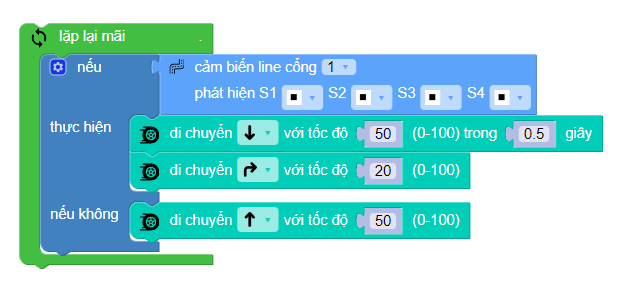 lặp lại mãi .
nếu cảm biến line cổng 1
phát hiện S1 S2 S3 S4
thực hiện di chuyển với tốc độ 50 (0-100) trong 0.5 giây
di chuyển với tốc độ 20 (0-100)
nếu không di chuyển với tốc độ 50 (0-100)